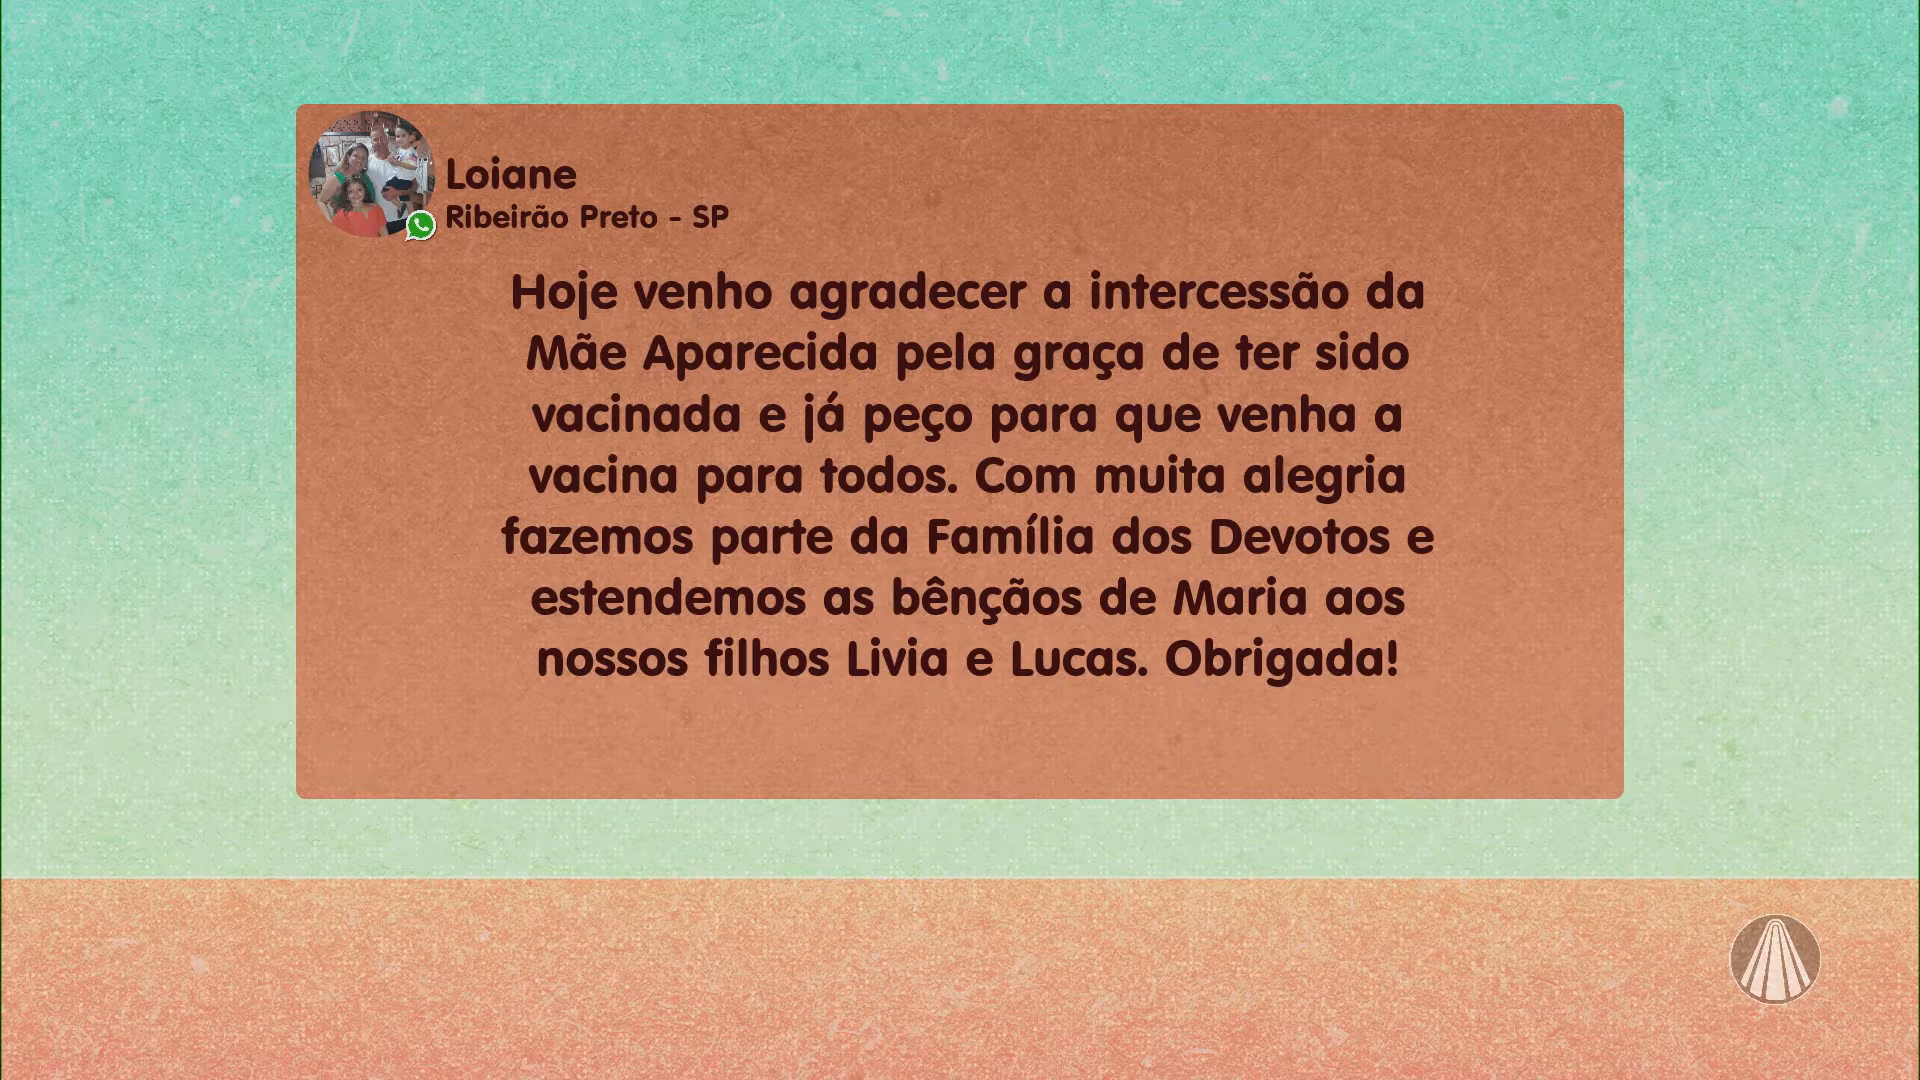 Loiane
Ribeirão Preto - SP
Hoje venho agradecer a intercessão da
Mãe Aparecida pela graça de ter sido
vacinada e já peço para que venha a
vacina para todos. Com muita alegria
fazemos parte da Família dos Devotos e
estendemos as bênçãos de Maria aos
nossos filhos Livia e Lucas. Obrigada!